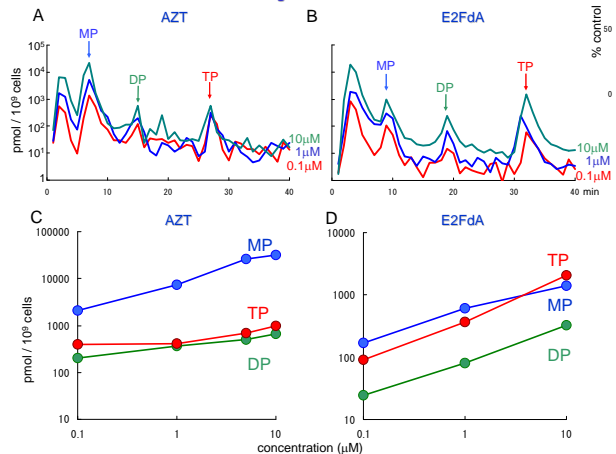 A
AZT
B
E2FdA
% control
50
0
MP
DP
TP
MP
DP
TP
pmol / 10⁹ cells
10⁵
10⁴
10³
10²
10¹
1
10μM
1μM
0.1μM
10μM
1μM
0.1μM
0 10 20 30 40
0 10 20 30 40 min
C
AZT
D
E2FdA
pmol / 10⁹ cells
100000
10000
1000
100
10
MP
TP
DP
1000
100
10
TP
MP
DP
0.1 1 10
0.1 1 10
concentration (μM)